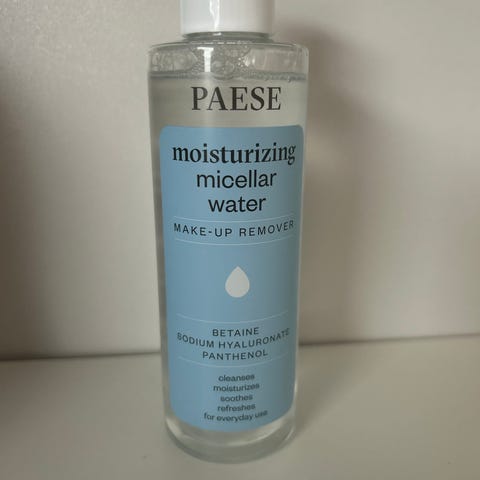 PAESE
moisturizing
micellar
water
MAKE-UP REMOVER
BETAINE
SODIUM HYALURONATE
PANTHENOL
cleanses
moisturizes
soothes
refreshes
for everyday use